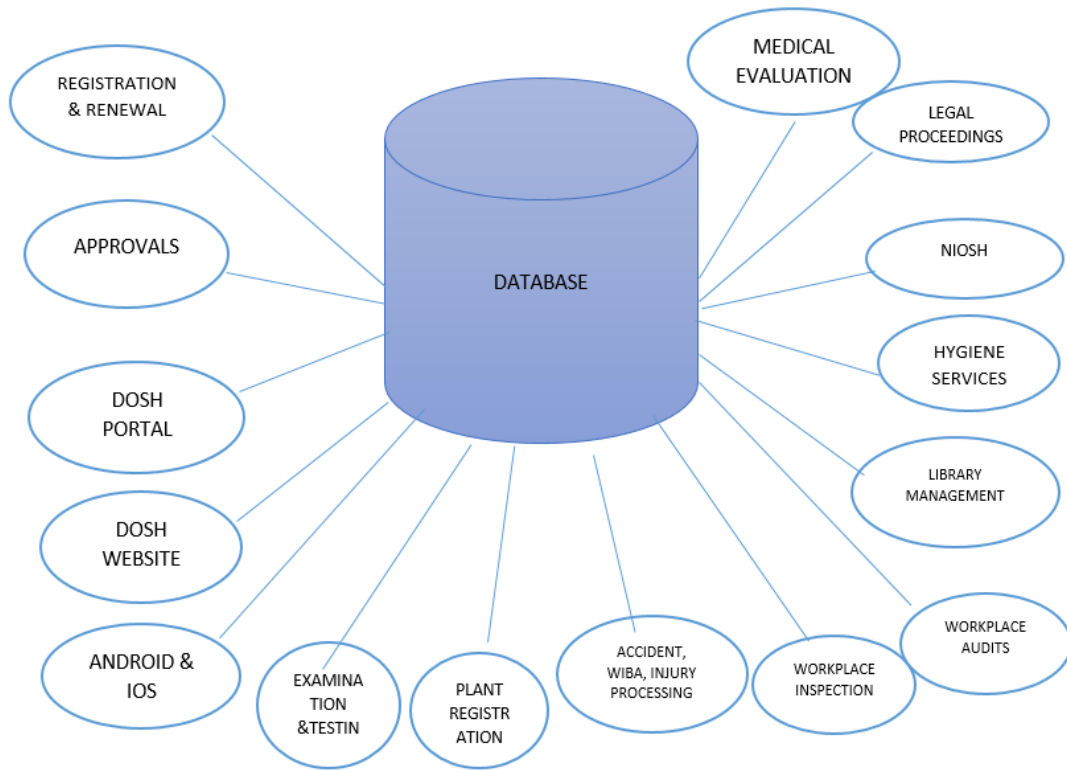 REGISTRATION
& RENEWAL
APPROVALS
DOSH
PORTAL
DOSH
WEBSITE
ANDROID &
IOS
EXAMINA
TION
&TESTIN
PLANT
REGISTR
ATION
ACCIDENT,
WIBA, INJURY
PROCESSING
WORKPLACE
INSPECTION
WORKPLACE
AUDITS
LIBRARY
MANAGEMENT
HYGIENE
SERVICES
NIOSH
LEGAL
PROCEEDINGS
MEDICAL
EVALUATION
DATABASE